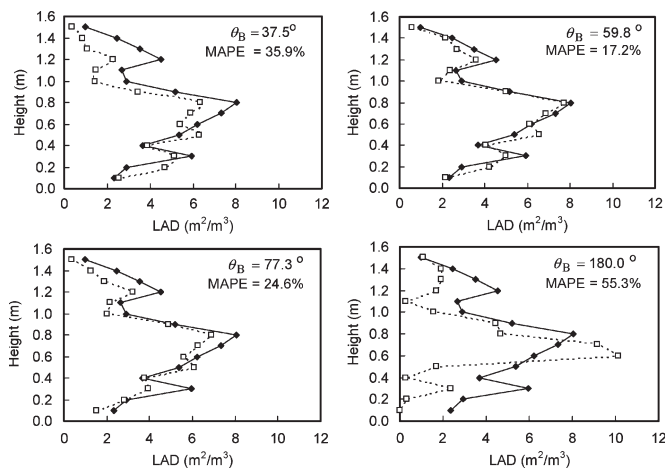 θB = 37.5 o
MAPE = 35.9%
1.6
1.4
1.2
1.0
0.8
0.6
0.4
0.2
0.0
Height (m)
0 2 4 6 8 10 12
LAD (m2/m3)
θB = 59.8 o
MAPE = 17.2%
1.6
1.4
1.2
1.0
0.8
0.6
0.4
0.2
0.0
Height (m)
0 2 4 6 8 10 12
LAD (m2/m3)
θB = 77.3 o
MAPE = 24.6%
1.6
1.4
1.2
1.0
0.8
0.6
0.4
0.2
0.0
Height (m)
0 2 4 6 8 10 12
LAD (m2/m3)
θB = 180.0 o
MAPE = 55.3%
1.6
1.4
1.2
1.0
0.8
0.6
0.4
0.2
0.0
Height (m)
0 2 4 6 8 10 12
LAD (m2/m3)